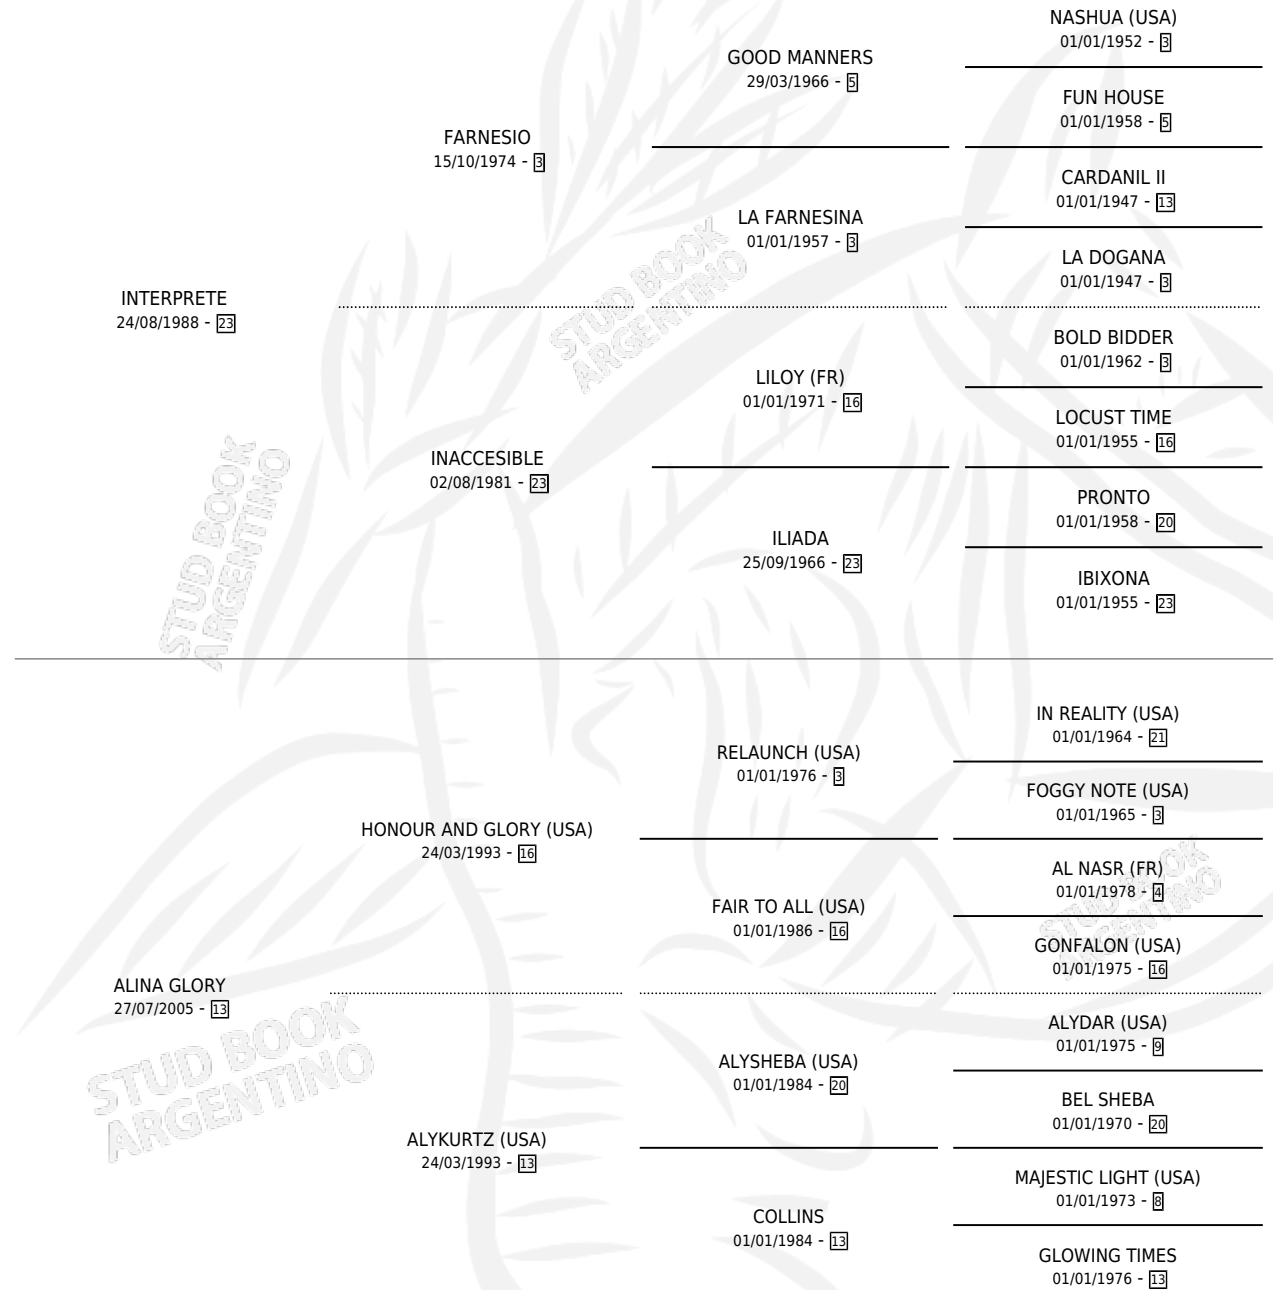 NASHUA (USA)
01/01/1952 - 3
GOOD MANNERS
29/03/1966 - 5
FUN HOUSE
01/01/1958 - 5
FARNESIO
15/10/1974 - 3
CARDANIL II
01/01/1947 - 13
LA FARNESINA
01/01/1957 - 3
LA DOGANA
01/01/1947 - 3
INTERPRETE
24/08/1988 - 23
BOLD BIDDER
01/01/1962 - 3
LILOY (FR)
01/01/1971 - 16
LOCUST TIME
01/01/1955 - 16
INACCESIBLE
02/08/1981 - 23
PRONTO
01/01/1958 - 20
ILIADA
25/09/1966 - 23
IBIXONA
01/01/1955 - 23
STUD BOOK
ARGENTINO
STUD BOOK
ARGENTINO
IN REALITY (USA)
01/01/1964 - 21
RELAUNCH (USA)
01/01/1976 - 3
FOGGY NOTE (USA)
01/01/1965 - 3
HONOUR AND GLORY (USA)
24/03/1993 - 16
AL NASR (FR)
01/01/1978 - 4
FAIR TO ALL (USA)
01/01/1986 - 16
GONFALON (USA)
01/01/1975 - 16
STUD BOOK
ARGENTINO
ALINA GLORY
27/07/2005 - 13
ALYDAR (USA)
01/01/1975 - 9
ALYSHEBA (USA)
01/01/1984 - 20
BEL SHEBA
01/01/1970 - 20
STUD BOOK
ARGENTINO
ALYKURTZ (USA)
24/03/1993 - 13
MAJESTIC LIGHT (USA)
01/01/1973 - 8
COLLINS
01/01/1984 - 13
GLOWING TIMES
01/01/1976 - 13